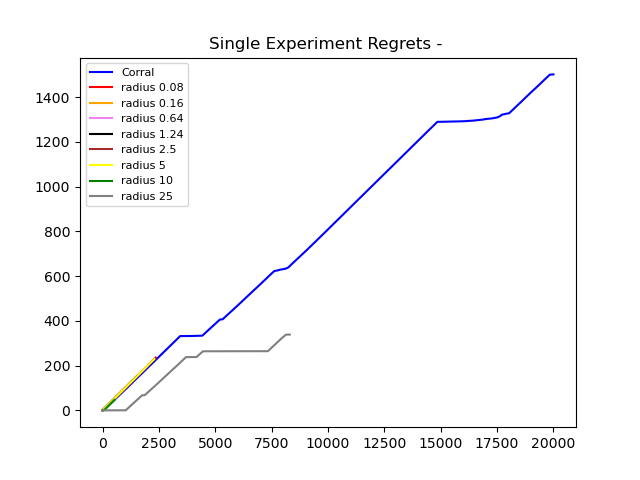 Single Experiment Regrets -
Corral
radius 0.08
radius 0.16
radius 0.64
radius 1.24
radius 2.5
radius 5
radius 10
radius 25
1400
1200
1000
800
600
400
200
0
0 2500 5000 7500 10000 12500 15000 17500 20000